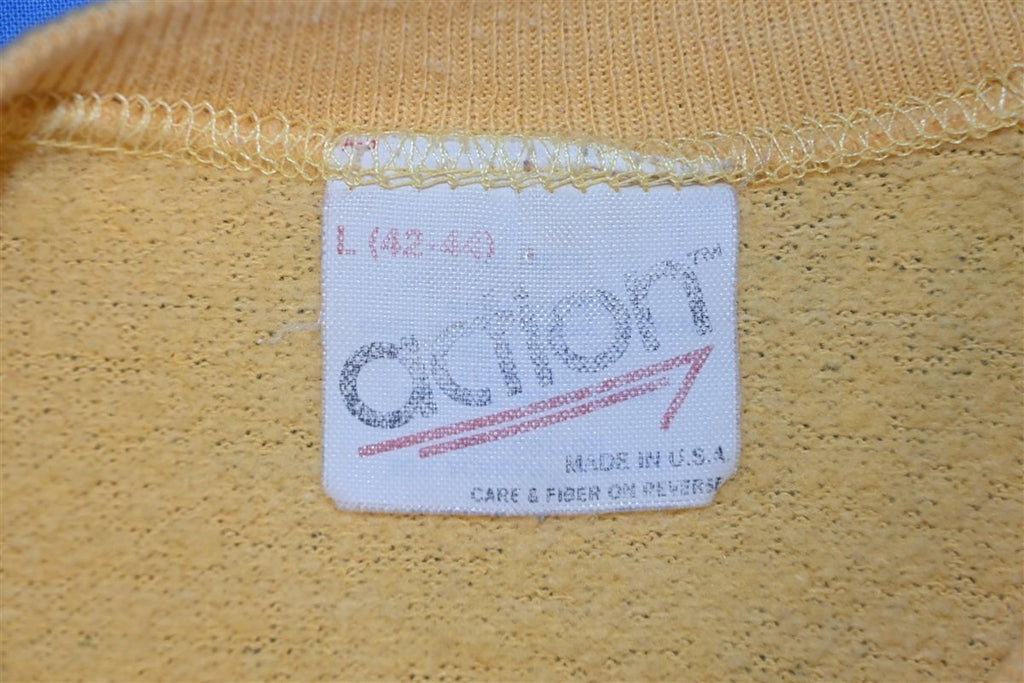 L (42-44)
action™
MADE IN U.S.A
CARE & FIBER ON REVERSE